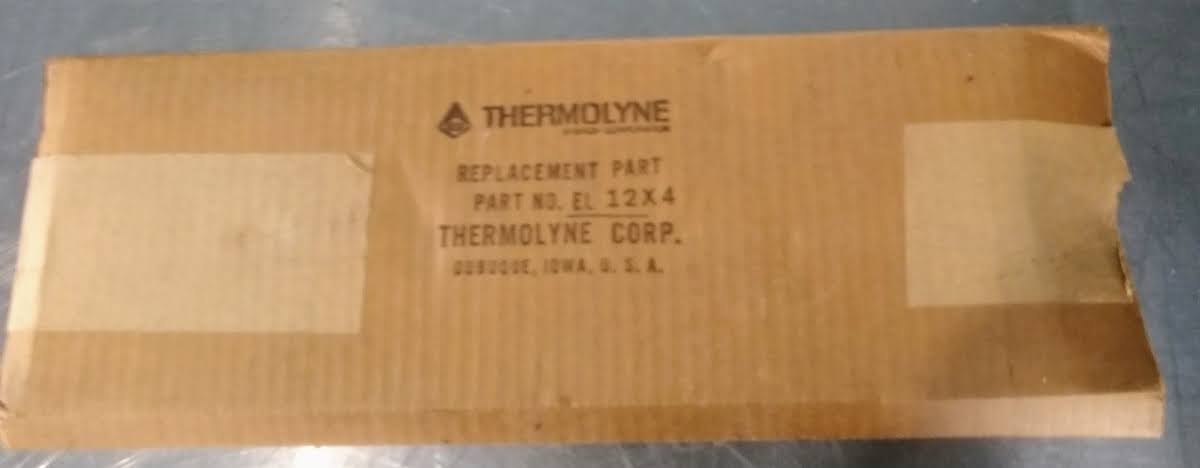 THERMOLYNE
REPLACEMENT PART
PART NO. EL 12X4
THERMOLYNE CORP.
DUBUQUE, IOWA, U. S. A.